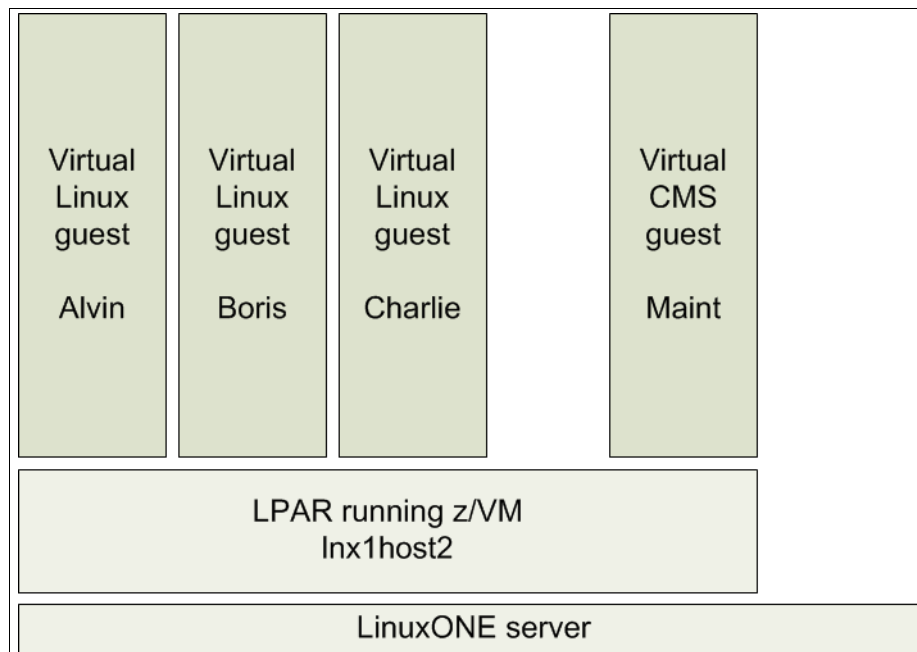 Virtual
Linux
guest
Alvin
Virtual
Linux
guest
Boris
Virtual
Linux
guest
Charlie
Virtual
CMS
guest
Maint
LPAR running z/VM
lnx1host2
LinuxONE server